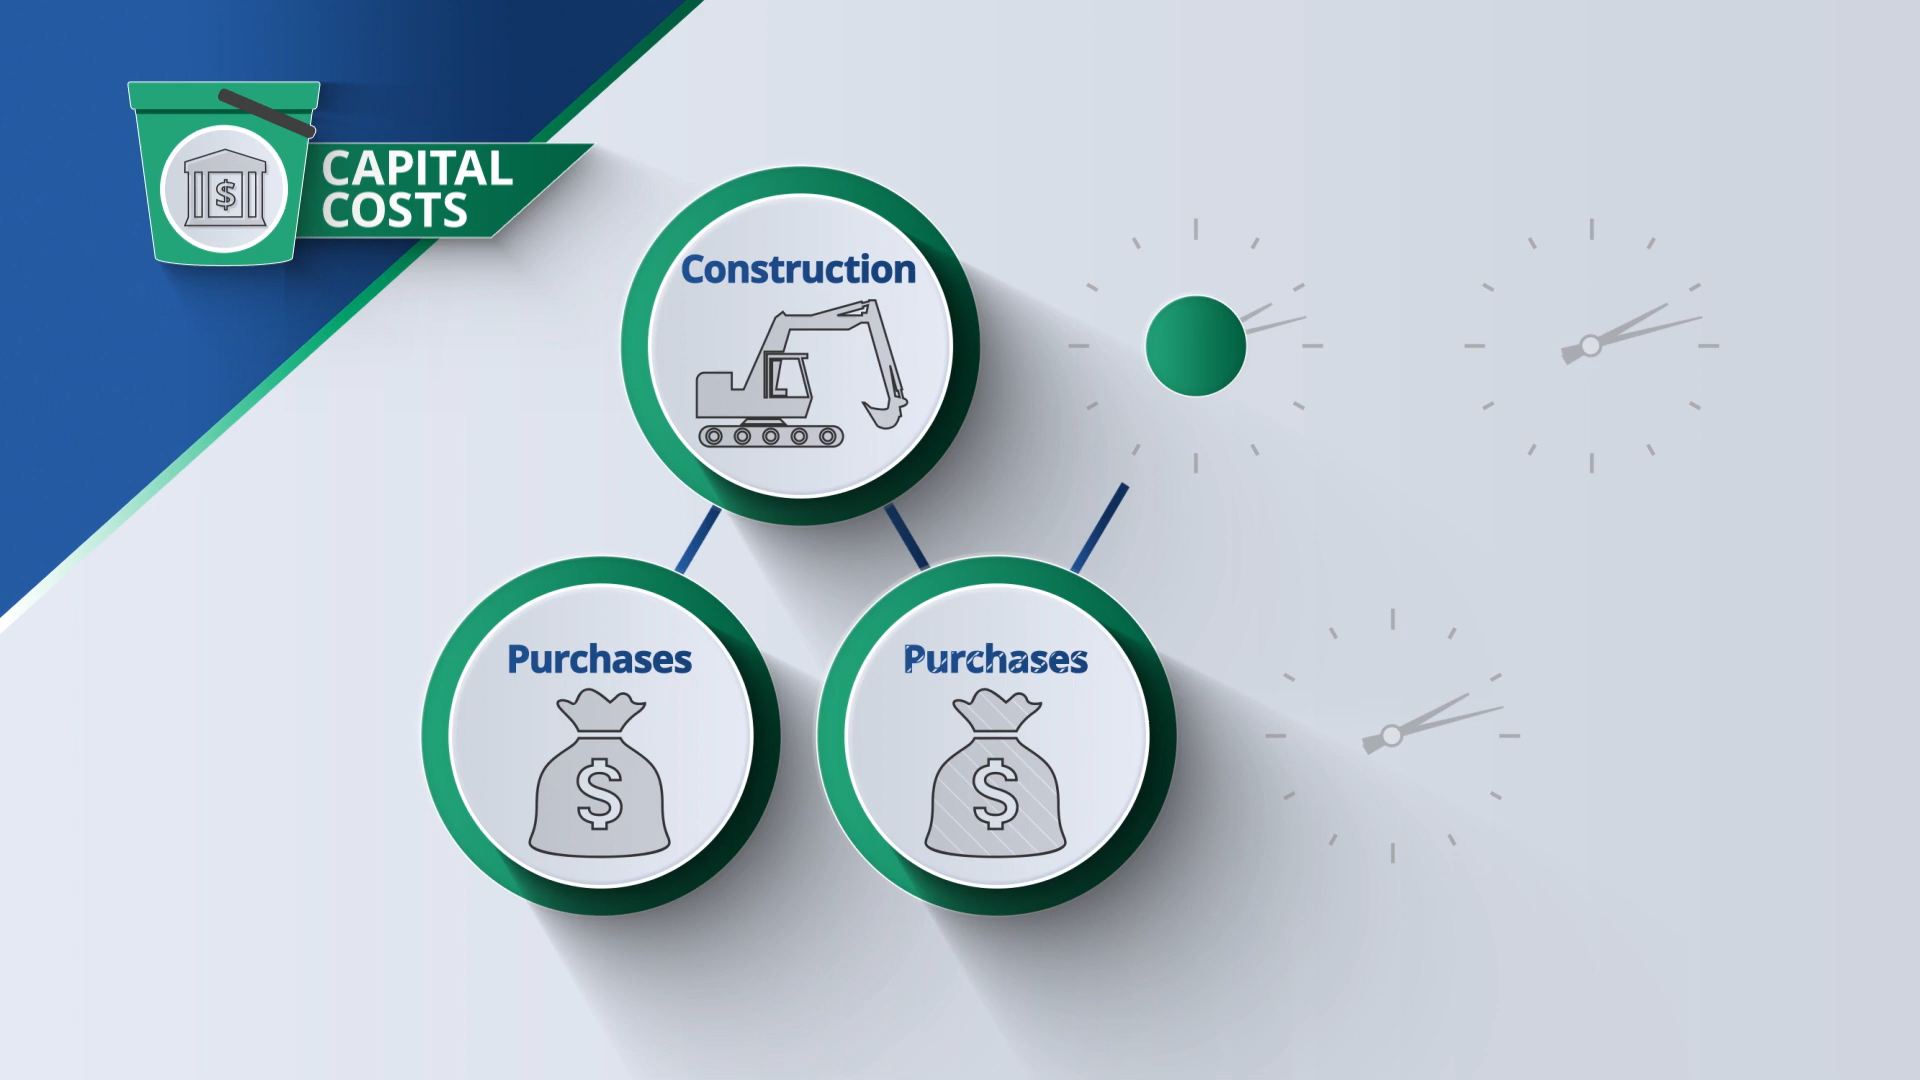 CAPITAL
COSTS
Construction
Purchases
Purchases
$
$
$